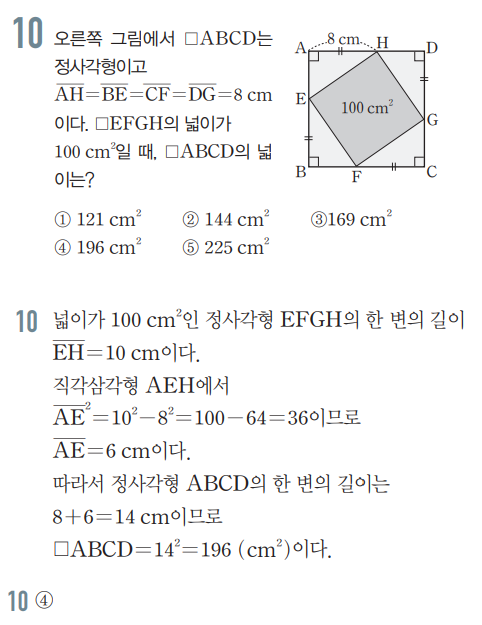 10 오른쪽 그림에서 □ABCD는
정사각형이고
A̅H̅=B̅E̅=C̅F̅=D̅G̅=8 cm
이다. □EFGH의 넓이가
100 cm²일 때, □ABCD의 넓
이는?
A 8 cm H D
E 100 cm² G
B F C
① 121 cm² ② 144 cm² ③169 cm²
④ 196 cm² ⑤ 225 cm²
10 넓이가 100 cm²인 정사각형 EFGH의 한 변의 길이
E̅H̅=10 cm이다.
직각삼각형 AEH에서
A̅E̅²=10²-8²=100-64=36이므로
A̅E̅=6 cm이다.
따라서 정사각형 ABCD의 한 변의 길이는
8+6=14 cm이므로
□ABCD=14²=196 (cm²)이다.
10 ④